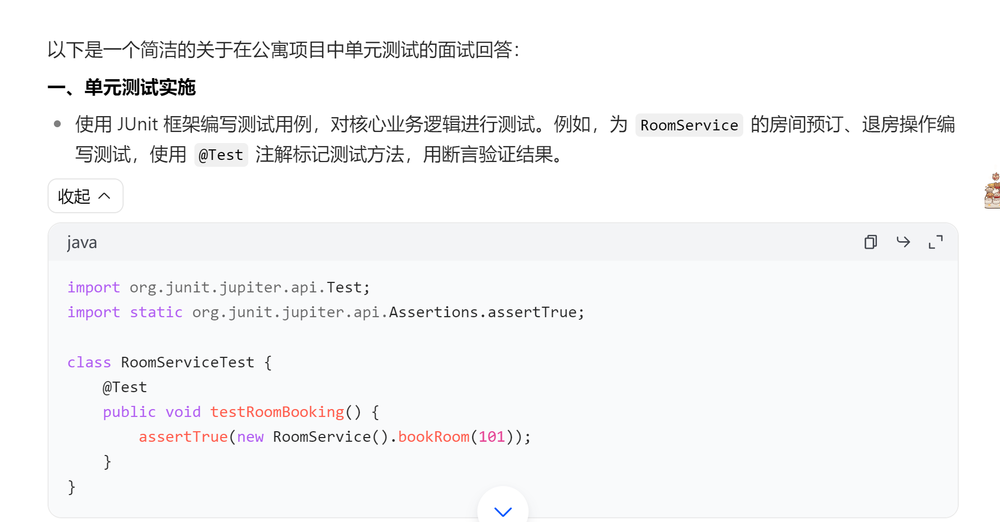 以下是一个简洁的关于在公寓项目中单元测试的面试回答：
一、单元测试实施
使用 JUnit 框架编写测试用例，对核心业务逻辑进行测试。例如，为 RoomService 的房间预订、退房操作编
写测试，使用 @Test 注解标记测试方法，用断言验证结果。
收起
java
import org.junit.jupiter.api.Test;
import static org.junit.jupiter.api.Assertions.assertTrue;
class RoomServiceTest {
    @Test
    public void testRoomBooking() {
        assertTrue(new RoomService().bookRoom(101));
    }
}